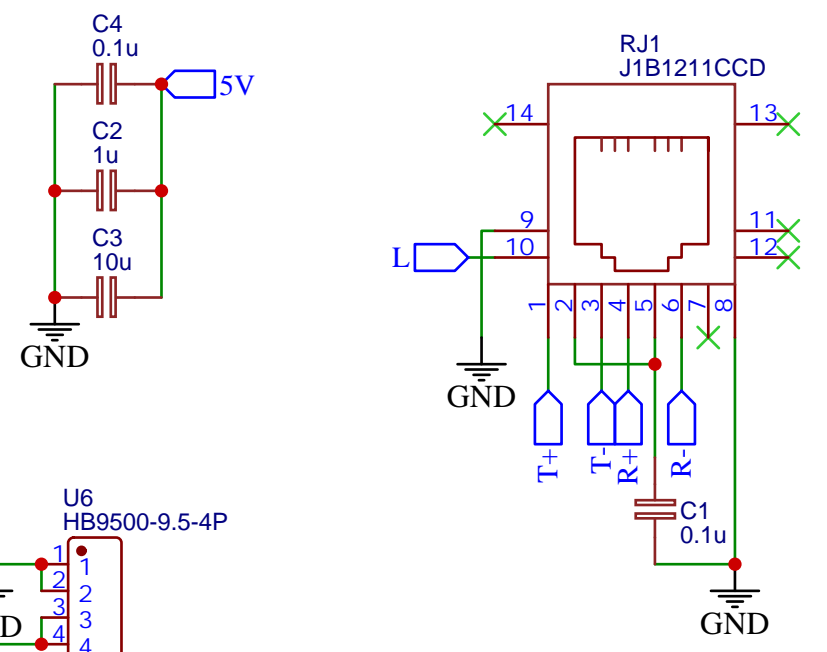 C4
0.1u
5V
C2
1u
C3
10u
GND
RJ1
J1B1211CCD
14
13
9
11
10
12
L
1
2
3
4
5
6
7
8
GND
T+
T-
R+
R-
C1
0.1u
GND
U6
HB9500-9.5-4P
1
1
2
2
3
3
4
4
D